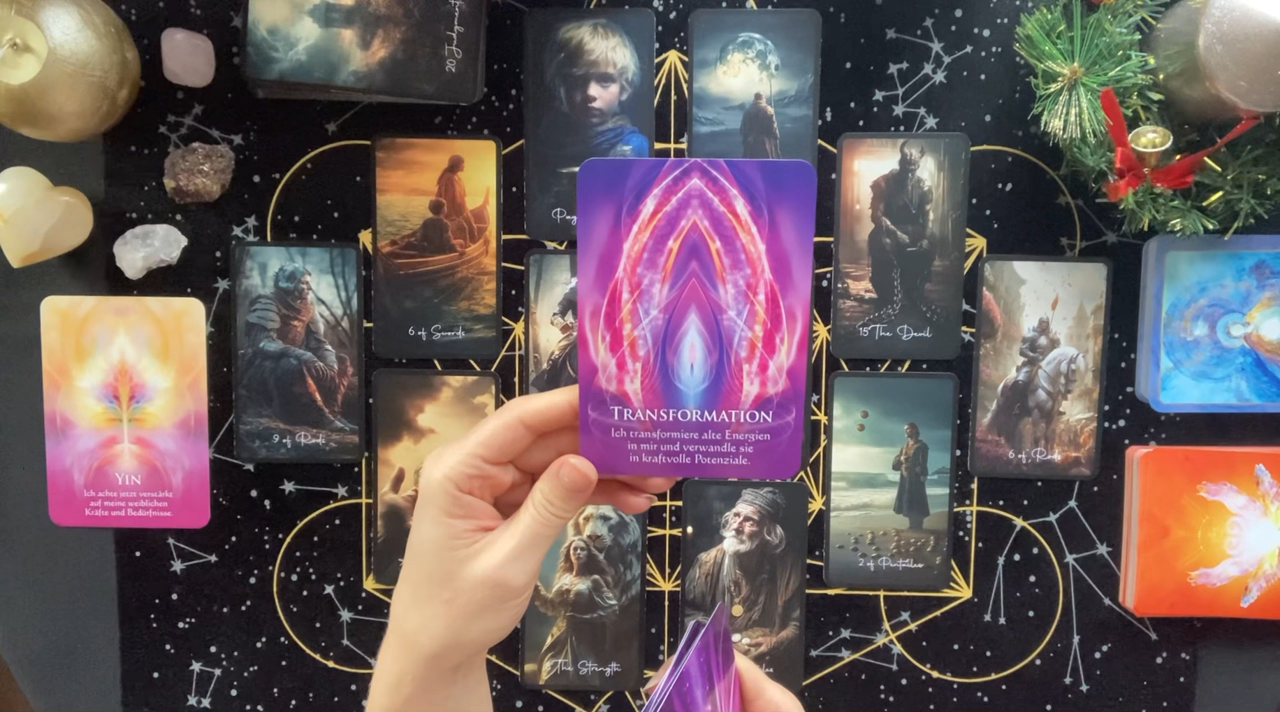 Pag
6 of Swords
15 The Devil
9 of Rods
6 of Rods
TRANSFORMATION
Ich transformiere alte Energien
in mir und verwandle sie
in kraftvolle Potenziale.
YIN
Ich achte jetzt verstärkt
auf meine weiblichen
Kräfte und Bedürfnisse.
2 of Pentacles
The Strength